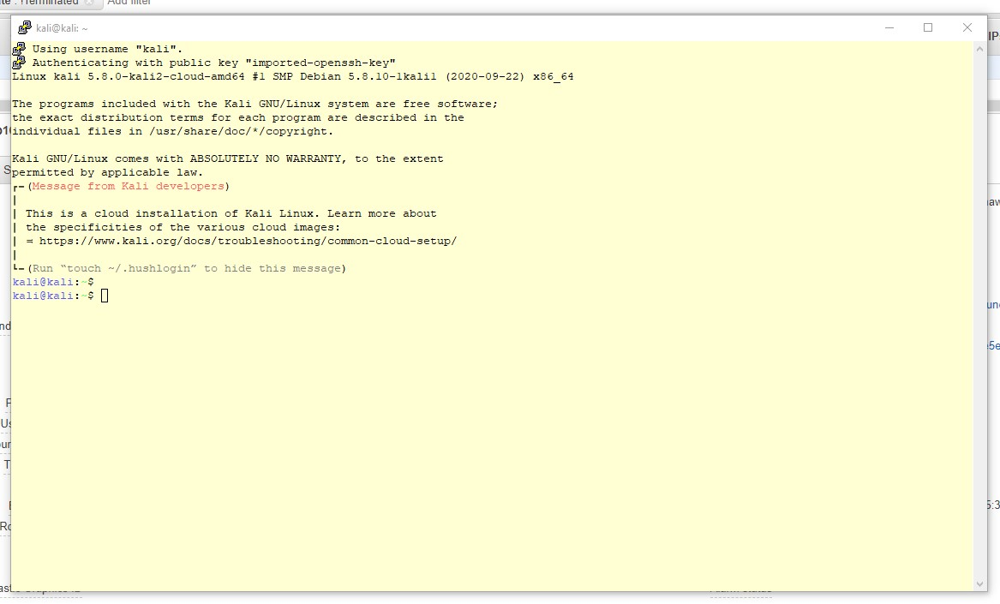 : !Terminated
Add filter
kali@kali: ~
Using username "kali".
Authenticating with public key "imported-openssh-key"
Linux kali 5.8.0-kali2-cloud-amd64 #1 SMP Debian 5.8.10-1kali1 (2020-09-22) x86_64
The programs included with the Kali GNU/Linux system are free software;
the exact distribution terms for each program are described in the
individual files in /usr/share/doc/*/copyright.
Kali GNU/Linux comes with ABSOLUTELY NO WARRANTY, to the extent
permitted by applicable law.
┏━(Message from Kali developers)
┃
┃ This is a cloud installation of Kali Linux. Learn more about
┃ the specificities of the various cloud images:
┃ ⇒ https://www.kali.org/docs/troubleshooting/common-cloud-setup/
┃
┗━(Run “touch ~/.hushlogin” to hide this message)
kali@kali:~$
kali@kali:~$